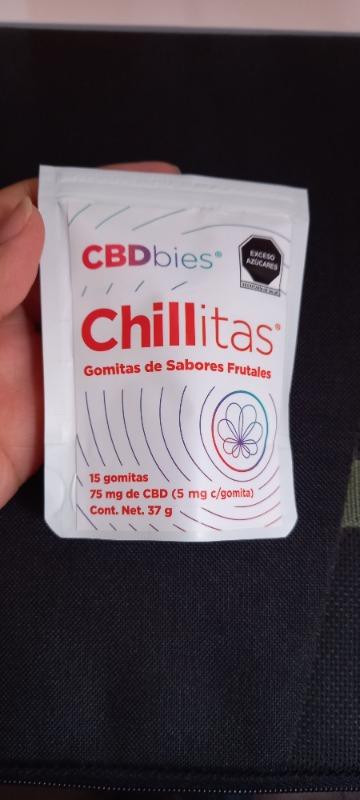 CBDbies®
EXCESO
AZÚCARES
Chillitas®
Gomitas de Sabores Frutales
15 gomitas
75 mg de CBD (5 mg c/gomita)
Cont. Net. 37 g